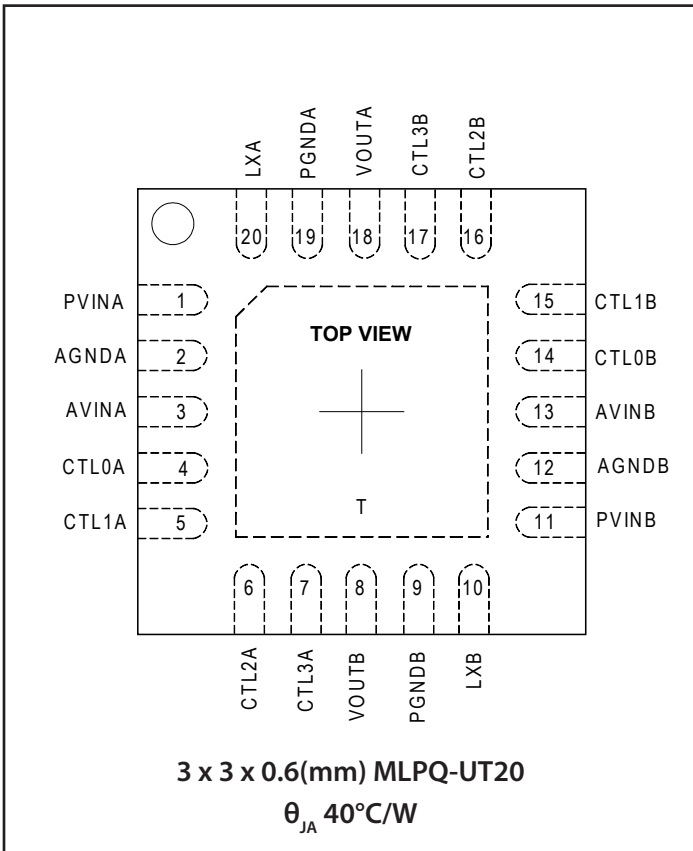 LXA
PGNDA
VOUTA
CTL3B
CTL2B
20
19
18
17
16
PVINA 1
AGNDA 2
AVINA 3
CTL0A 4
CTL1A 5
TOP VIEW
T
15 CTL1B
14 CTL0B
13 AVINB
12 AGNDB
11 PVINB
6
7
8
9
10
CTL2A
CTL3A
VOUTB
PGNDB
LXB
3 x 3 x 0.6(mm) MLPQ-UT20
θJA 40°C/W